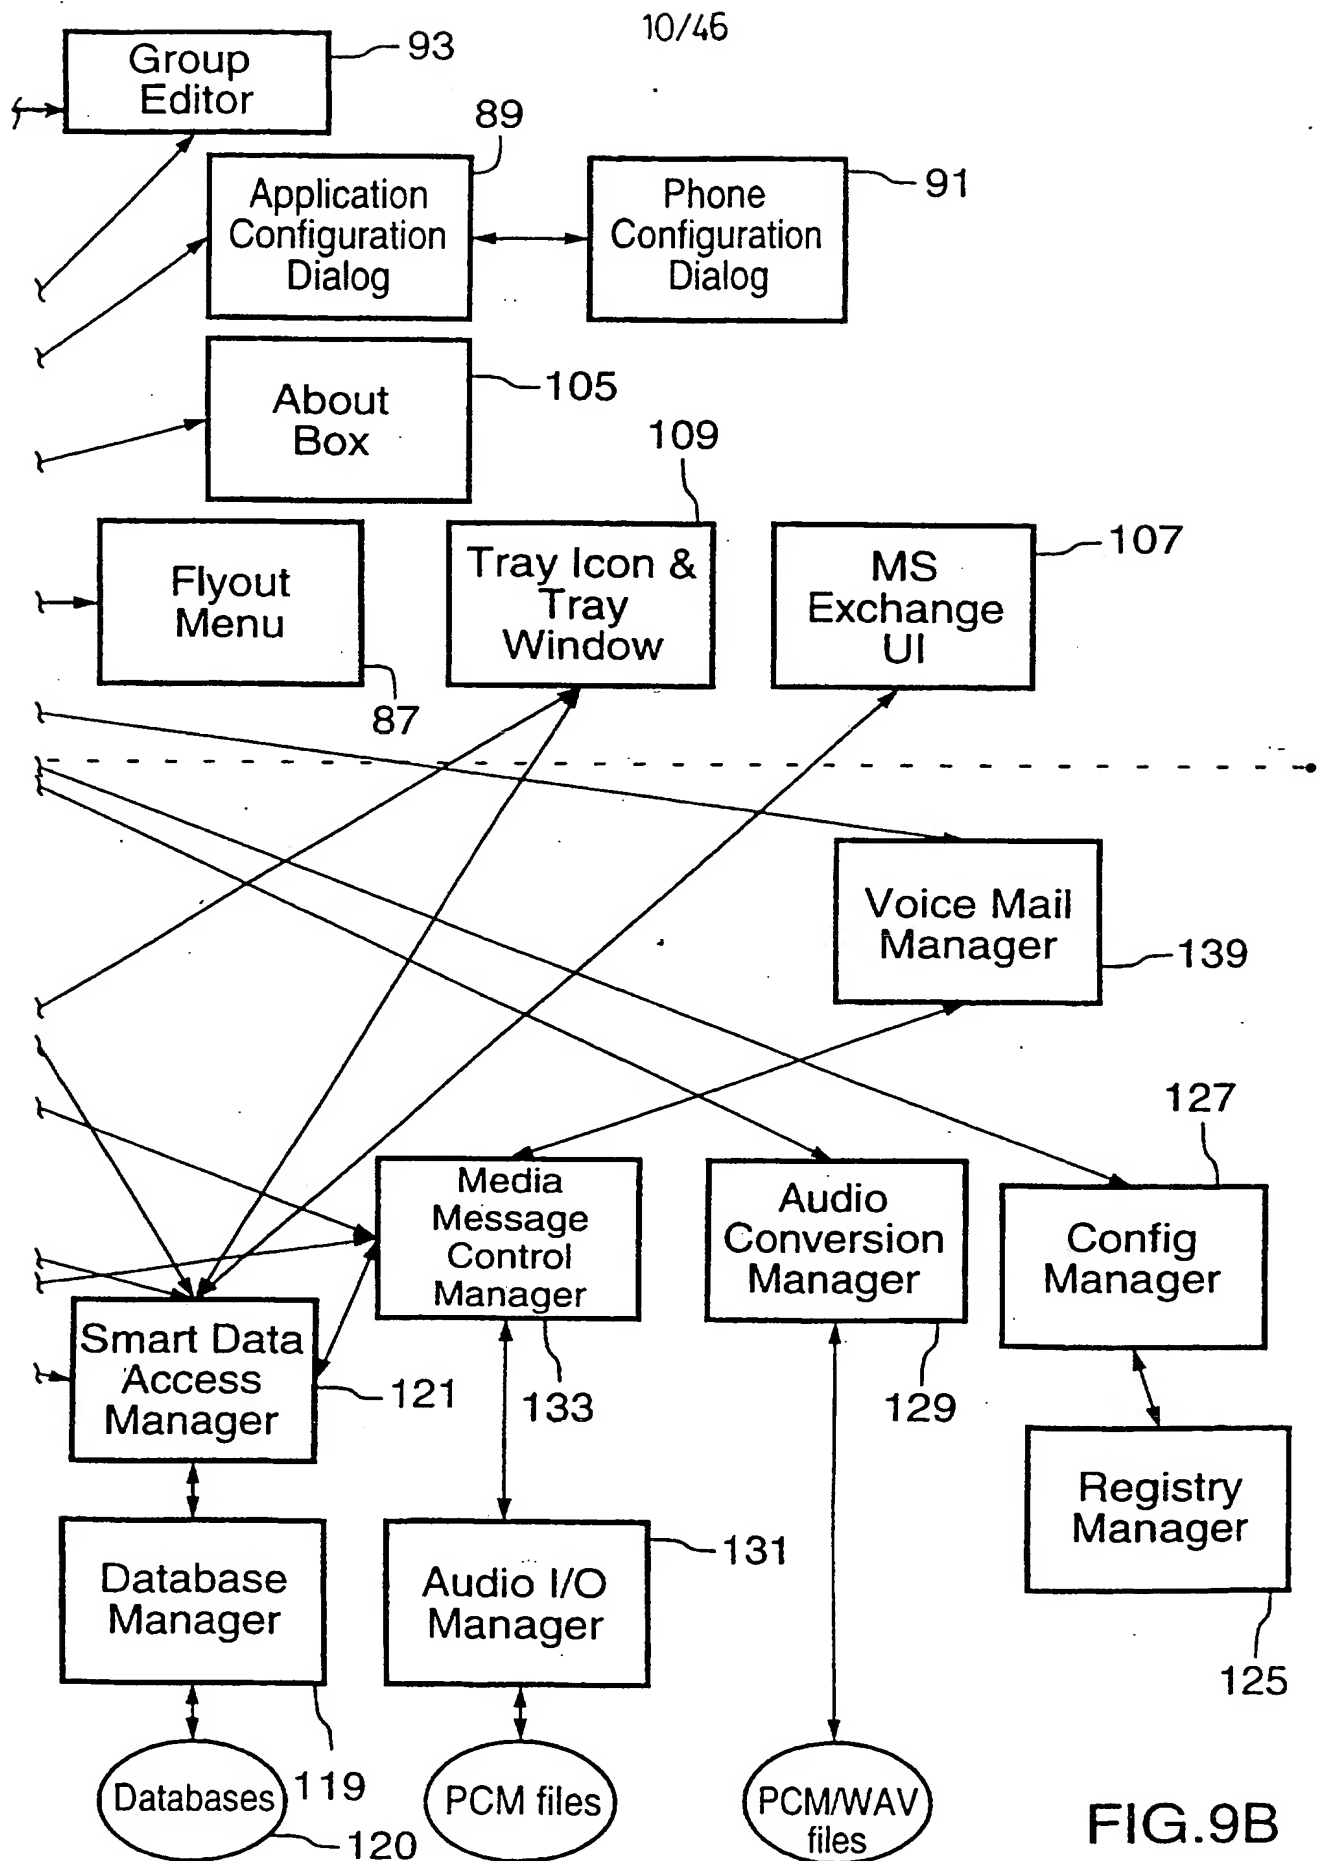 10/46
Group
Editor
93
89
Application
Configuration
Dialog
Phone
Configuration
Dialog
91
About
Box
105
109
Flyout
Menu
87
Tray Icon &
Tray
Window
MS
Exchange
UI
107
Voice Mail
Manager
139
127
Media
Message
Control
Manager
133
Audio
Conversion
Manager
129
Config
Manager
Smart Data
Access
Manager
121
Registry
Manager
125
Database
Manager
119
Audio I/O
Manager
131
Databases
120
PCM files
PCM/WAV
files
FIG.9B